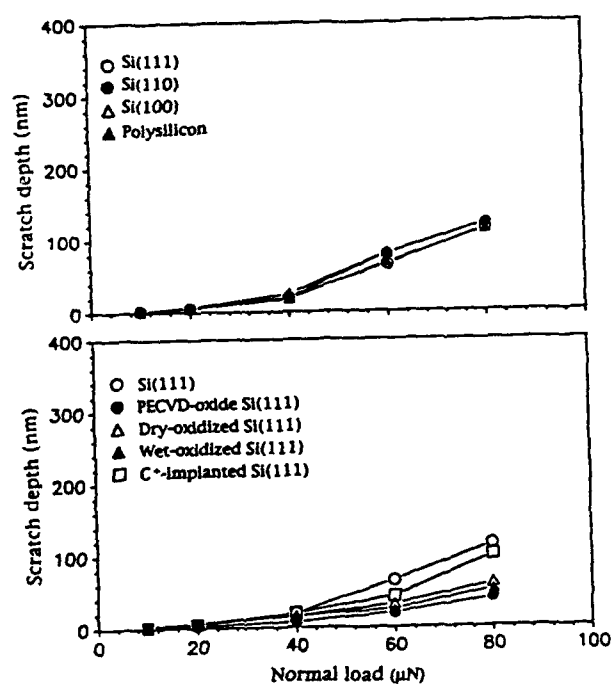 400
300
200
100
0
Scratch depth (nm)
Si(111)
Si(110)
Si(100)
Polysilicon
400
300
200
100
0
Scratch depth (nm)
Si(111)
PECVD-oxide Si(111)
Dry-oxidized Si(111)
Wet-oxidized Si(111)
C⁺-implanted Si(111)
0 20 40 60 80 100
Normal load (μN)